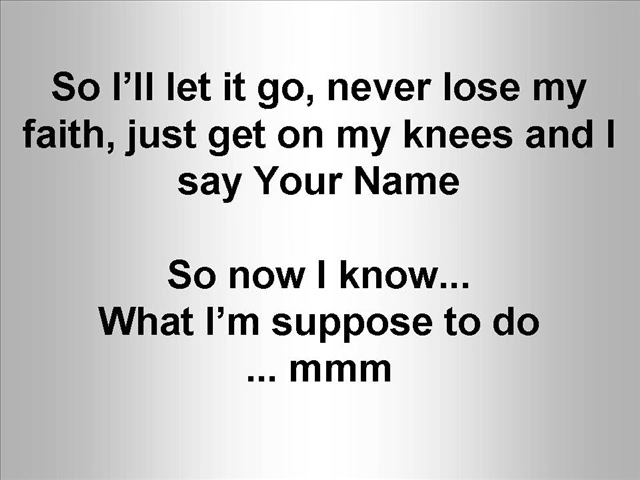 So I’ll let it go, never lose my
faith, just get on my knees and I
say Your Name
So now I know...
What I’m suppose to do
... mmm